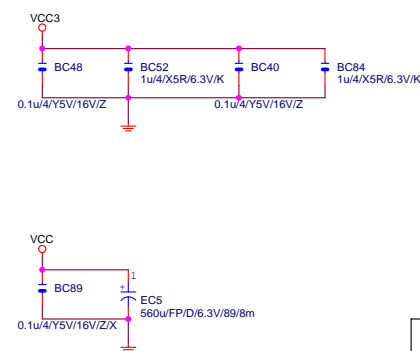 VCC3
BC48
BC52
1u/4/X5R/6.3V/K
BC40
BC84
1u/4/X5R/6.3V/K
0.1u/4/Y5V/16V/Z
0.1u/4/Y5V/16V/Z
VCC
1
+
BC89
EC5
560u/FP/D/6.3V/89/8m
0.1u/4/Y5V/16V/Z/X